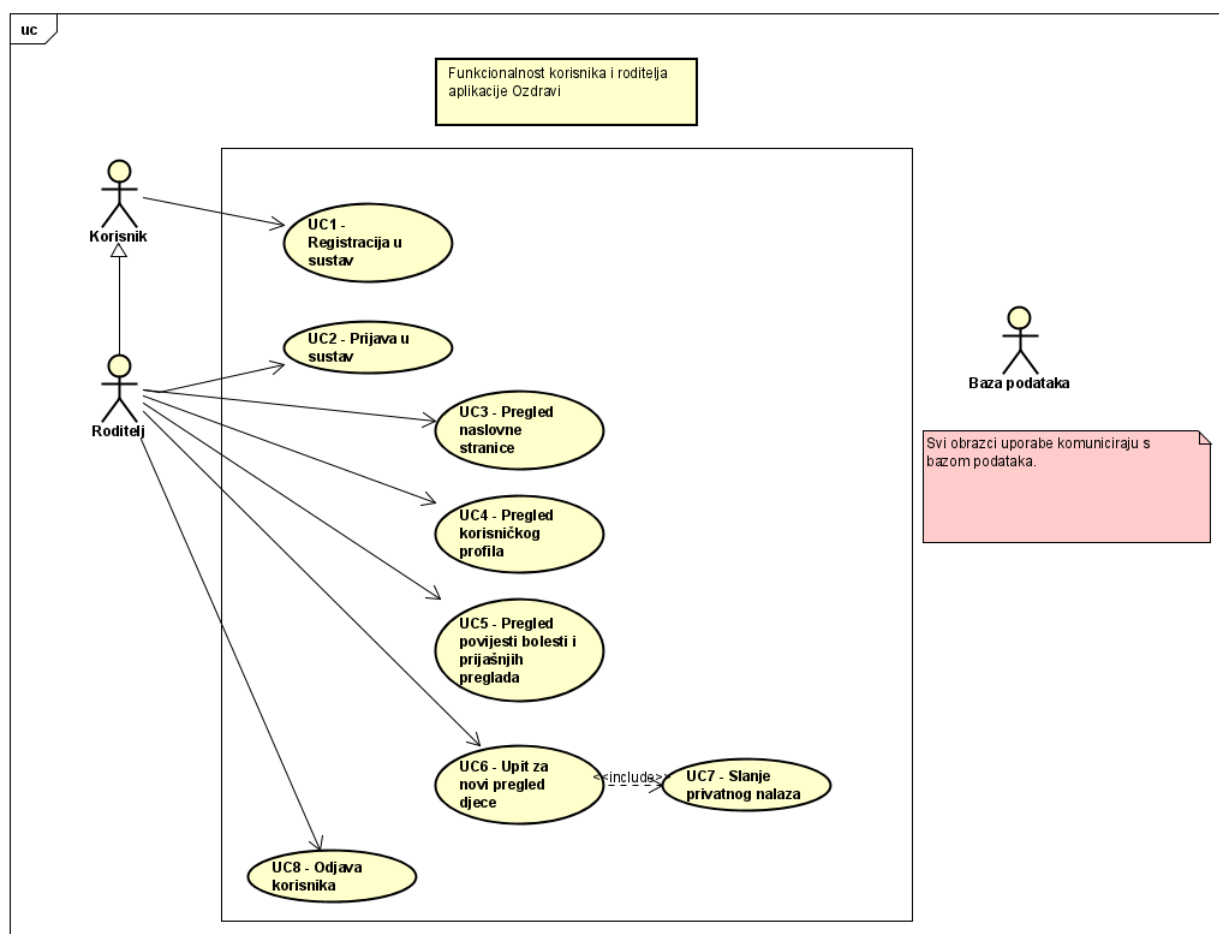 uc
Funkcionalnost korisnika i roditelja
aplikacije Ozdravi
Korisnik
UC1 -
Registracija u
sustav
UC2 - Prijava u
sustav
Baza podataka
Roditelj
UC3 - Pregled
naslovne
stranice
Svi obrazci uporabe komuniciraju s
bazom podataka.
UC4 - Pregled
korisničkog
profila
UC5 - Pregled
povijesti bolesti i
prijašnjih
pregleda
UC6 - Upit za
novi pregled
djece
<<include>>
UC7 - Slanje
privatnog nalaza
UC8 - Odjava
korisnika